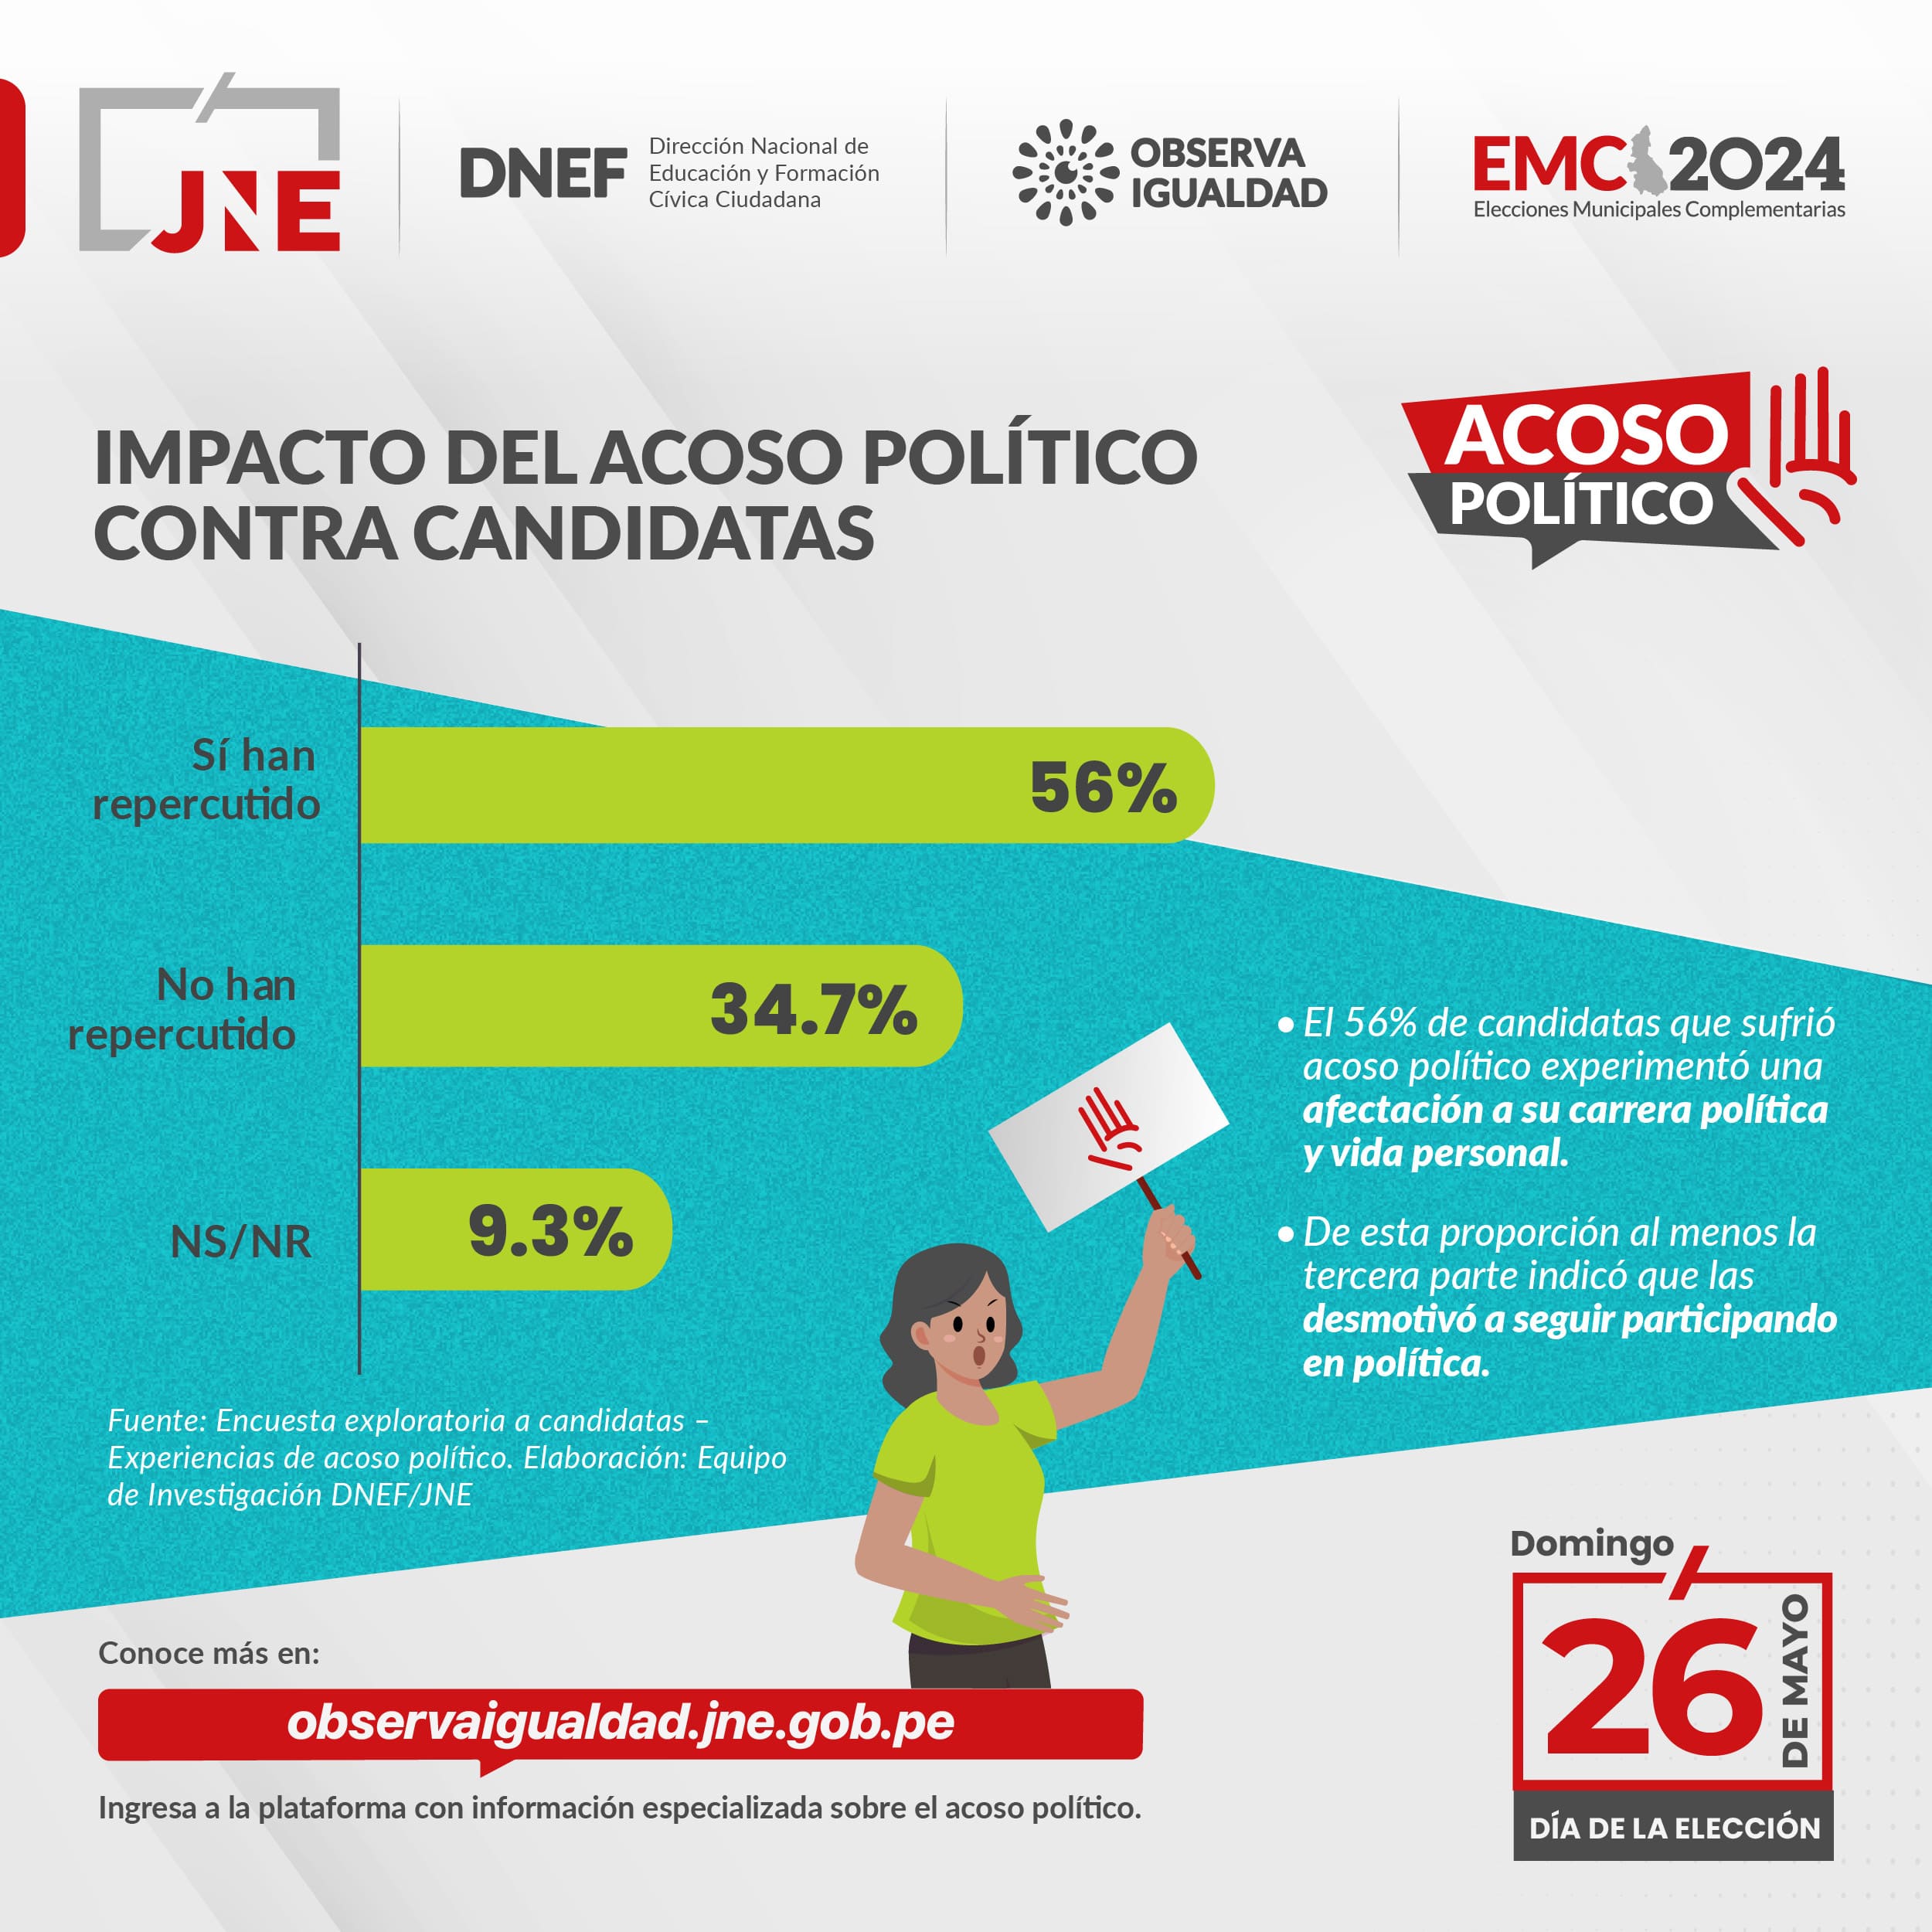 JNE
DNEF
Dirección Nacional de
Educación y Formación
Cívica Ciudadana
OBSERVA
IGUALDAD
EMC 2024
Elecciones Municipales Complementarias
IMPACTO DEL ACOSO POLÍTICO
CONTRA CANDIDATAS
ACOSO
POLÍTICO
Sí han
repercutido
56%
No han
repercutido
34.7%
NS/NR
9.3%
• El 56% de candidatas que sufrió
acoso político experimentó una
afectación a su carrera política
y vida personal.
• De esta proporción al menos la
tercera parte indicó que las
desmotivó a seguir participando
en política.
Fuente: Encuesta exploratoria a candidatas –
Experiencias de acoso político. Elaboración: Equipo
de Investigación DNEF/JNE
Conoce más en:
observaigualdad.jne.gob.pe
Ingresa a la plataforma con información especializada sobre el acoso político.
Domingo
26
DE MAYO
DÍA DE LA ELECCIÓN